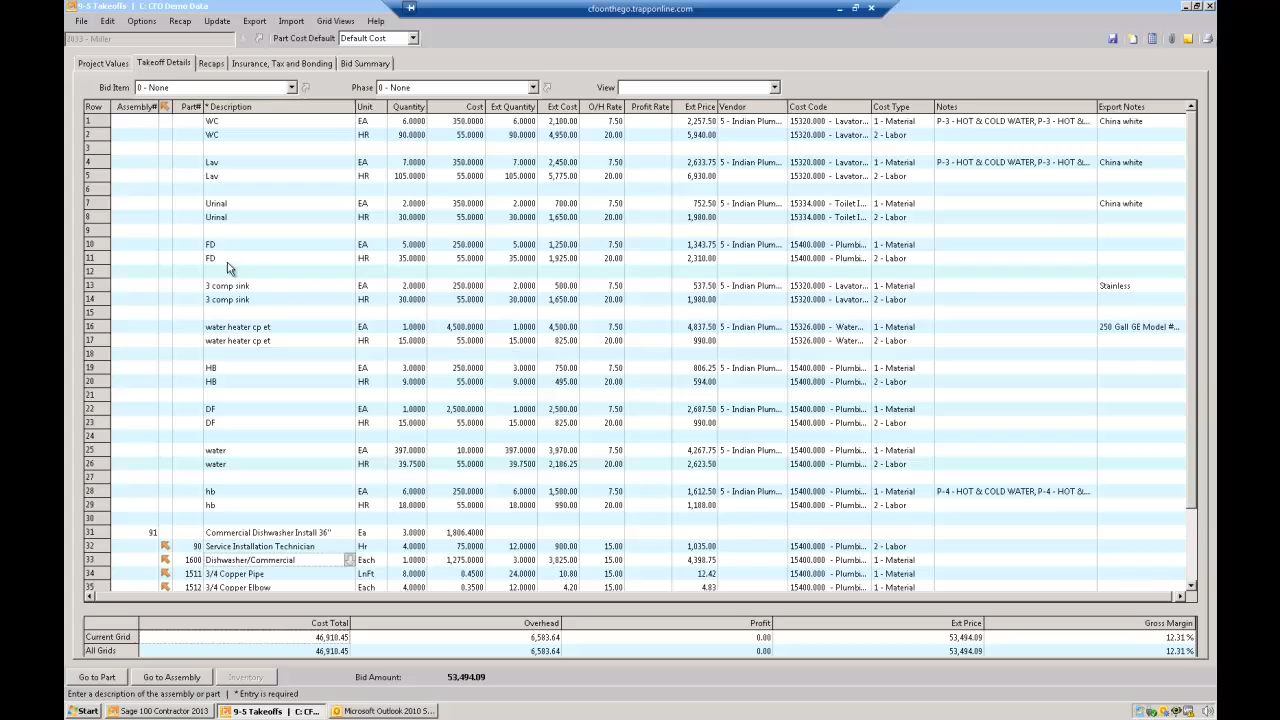 9-5 Takeoffs | C: CFO Demo Data
cfoonthego.trapponline.com
File Edit Options Recap Update Export Import Grid Views Help
2033 - Miller Part Cost Default Default Cost
Project Values Takeoff Details Recaps Insurance, Tax and Bonding Bid Summary
Bid Item 0 - None Phase 0 - None View
Row Assembly# Part# * Description Unit Quantity Cost Ext Quantity Ext Cost O/H Rate Profit Rate Ext Price Vendor Cost Code Cost Type Notes Export Notes
1 WC EA 6.0000 350.0000 6.0000 2,100.00 7.50 2,257.50 5 - Indian Plum... 15320.000 - Lavator... 1 - Material P-3 - HOT & COLD WATER, P-3 - HOT &... China white
2 WC HR 90.0000 55.0000 90.0000 4,950.00 20.00 5,940.00 15320.000 - Lavator... 2 - Labor
3
4 Lav EA 7.0000 350.0000 7.0000 2,450.00 7.50 2,633.75 5 - Indian Plum... 15320.000 - Lavator... 1 - Material P-3 - HOT & COLD WATER, P-3 - HOT &... China white
5 Lav HR 105.0000 55.0000 105.0000 5,775.00 20.00 6,930.00 15320.000 - Lavator... 2 - Labor
6
7 Urinal EA 2.0000 350.0000 2.0000 700.00 7.50 752.50 5 - Indian Plum... 15334.000 - Toilet I... 1 - Material China white
8 Urinal HR 30.0000 55.0000 30.0000 1,650.00 20.00 1,980.00 15334.000 - Toilet I... 2 - Labor
9
10 FD EA 5.0000 250.0000 5.0000 1,250.00 7.50 1,343.75 5 - Indian Plum... 15400.000 - Plumbi... 1 - Material
11 FD HR 35.0000 55.0000 35.0000 1,925.00 20.00 2,310.00 15400.000 - Plumbi... 2 - Labor
12
13 3 comp sink EA 2.0000 250.0000 2.0000 500.00 7.50 537.50 5 - Indian Plum... 15320.000 - Lavator... 1 - Material Stainless
14 3 comp sink HR 30.0000 55.0000 30.0000 1,650.00 20.00 1,980.00 15320.000 - Lavator... 2 - Labor
15
16 water heater cp et EA 1.0000 4,500.0000 1.0000 4,500.00 7.50 4,837.50 5 - Indian Plum... 15326.000 - Water... 1 - Material 250 Gall GE Model #...
17 water heater cp et HR 15.0000 55.0000 15.0000 825.00 20.00 990.00 15326.000 - Water... 2 - Labor
18
19 HB EA 3.0000 250.0000 3.0000 750.00 7.50 806.25 5 - Indian Plum... 15400.000 - Plumbi... 1 - Material
20 HB HR 9.0000 55.0000 9.0000 495.00 20.00 594.00 15400.000 - Plumbi... 2 - Labor
21
22 DF EA 1.0000 2,500.0000 1.0000 2,500.00 7.50 2,687.50 5 - Indian Plum... 15400.000 - Plumbi... 1 - Material
23 DF HR 15.0000 55.0000 15.0000 825.00 20.00 990.00 15400.000 - Plumbi... 2 - Labor
24
25 water EA 397.0000 10.0000 397.0000 3,970.00 7.50 4,267.75 5 - Indian Plum... 15400.000 - Plumbi... 1 - Material
26 water HR 39.7500 55.0000 39.7500 2,186.25 20.00 2,623.50 15400.000 - Plumbi... 2 - Labor
27
28 hb EA 6.0000 250.0000 6.0000 1,500.00 7.50 1,612.50 5 - Indian Plum... 15400.000 - Plumbi... 1 - Material P-4 - HOT & COLD WATER, P-4 - HOT &...
29 hb HR 18.0000 55.0000 18.0000 990.00 20.00 1,188.00 15400.000 - Plumbi... 2 - Labor
30
31 91 Commercial Dishwasher Install 36" Ea 3.0000 1,806.4000
32 90 Service Installation Technician Hr 4.0000 75.0000 12.0000 900.00 15.00 1,035.00 15400.000 - Plumbi... 2 - Labor
33 1600 Dishwasher/Commercial Each 1.0000 1,275.0000 3.0000 3,825.00 15.00 4,398.75 15400.000 - Plumbi... 1 - Material
34 1511 3/4 Copper Pipe LnFt 8.0000 0.4500 24.0000 10.80 15.00 12.42 15400.000 - Plumbi... 1 - Material
35 1512 3/4 Copper Elbow Each 4.0000 0.3500 12.0000 4.20 15.00 4.83 15400.000 - Plumbi... 1 - Material
Cost Total Overhead Profit Ext Price Gross Margin
Current Grid 46,910.45 6,583.64 0.00 53,494.09 12.31%
All Grids 46,910.45 6,583.64 0.00 53,494.09 12.31%
Go to Part Go to Assembly Inventory Bid Amount: 53,494.09
Enter a description of the assembly or part | * Entry is required
Start Sage 100 Contractor 2013 9-5 Takeoffs | C: CF... Microsoft Outlook 2010 S...